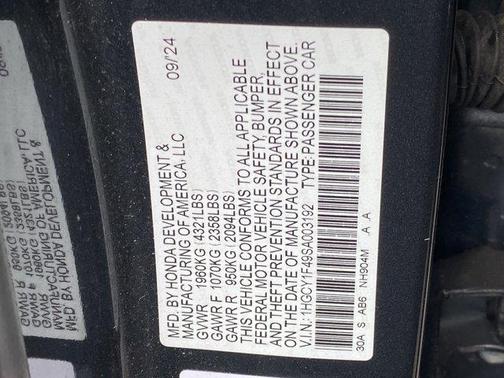 MFD. BY HONDA DEVELOPMENT & 09/24
MANUFACTURING OF AMERICA, LLC
GVWR 1960KG (4321LBS)
GAWR F 1070KG (2358LBS)
GAWR R 950KG (2094LBS)
THIS VEHICLE CONFORMS TO ALL APPLICABLE
FEDERAL MOTOR VEHICLE SAFETY, BUMPER,
AND THEFT PREVENTION STANDARDS IN EFFECT
ON THE DATE OF MANUFACTURE SHOWN ABOVE.
V.I.N.: 1HGCY1F49SA003192 TYPE:PASSENGER CAR
30A S AB6 NH904M A A